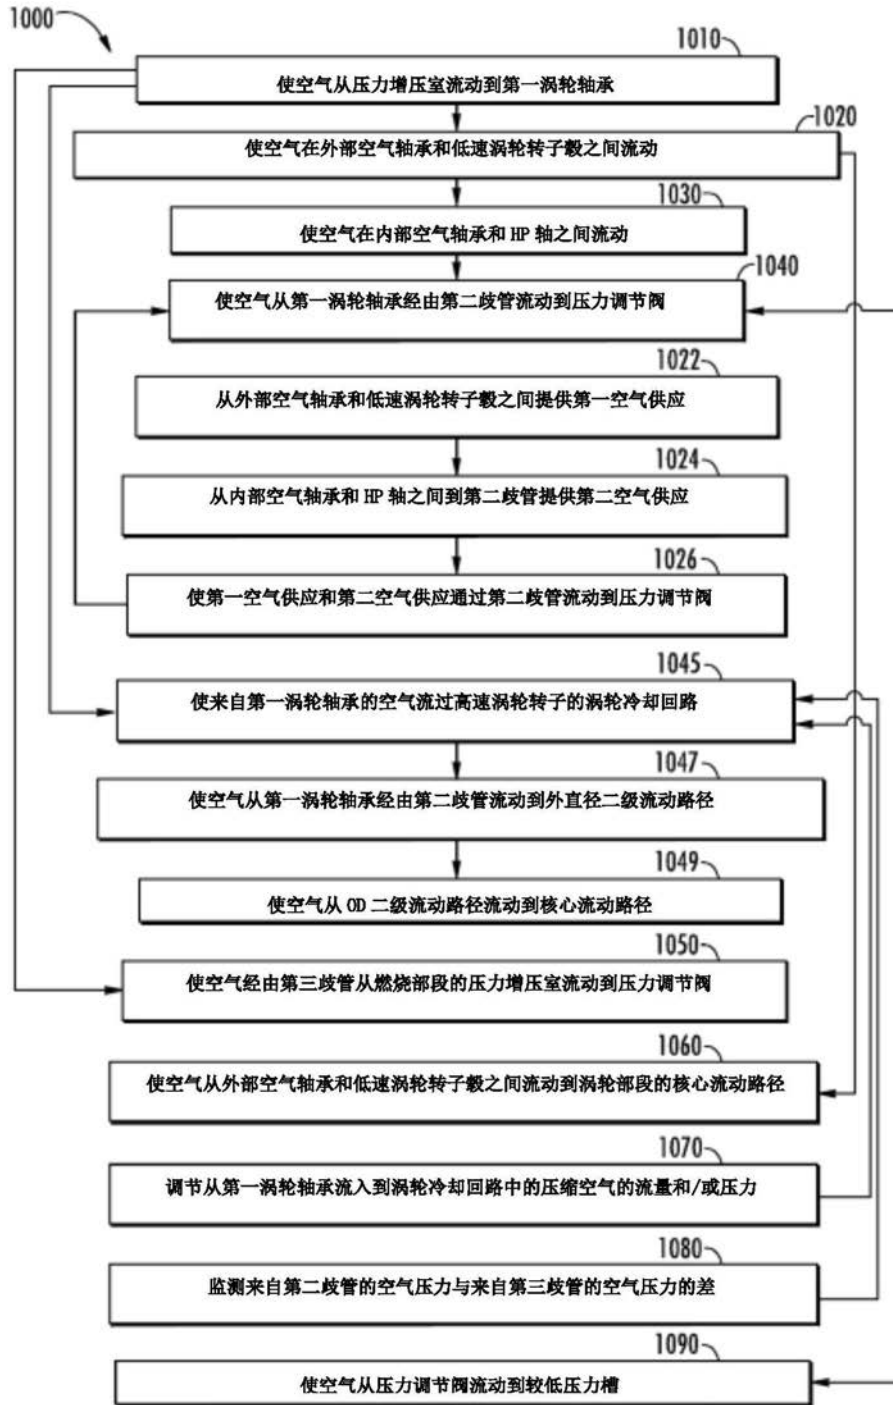 1000
1010
使空气从压力增压室流动到第一涡轮轴承
1020
使空气在外部空气轴承和低速涡轮转子毂之间流动
1030
使空气在内部空气轴承和 HP 轴之间流动
1040
使空气从第一涡轮轴承经由第二歧管流动到压力调节阀
1022
从外部空气轴承和低速涡轮转子毂之间提供第一空气供应
1024
从内部空气轴承和 HP 轴之间到第二歧管提供第二空气供应
1026
使第一空气供应和第二空气供应通过第二歧管流动到压力调节阀
1045
使来自第一涡轮轴承的空气流过高速涡轮转子的涡轮冷却回路
1047
使空气从第一涡轮轴承经由第二歧管流动到外直径二级流动路径
1049
使空气从 OD 二级流动路径流动到核心流动路径
1050
使空气经由第三歧管从燃烧部段的压力增压室流动到压力调节阀
1060
使空气从外部空气轴承和低速涡轮转子毂之间流动到涡轮部段的核心流动路径
1070
调节从第一涡轮轴承流入到涡轮冷却回路中的压缩空气的流量和/或压力
1080
监测来自第二歧管的空气压力与来自第三歧管的空气压力的差
1090
使空气从压力调节阀流动到较低压力槽